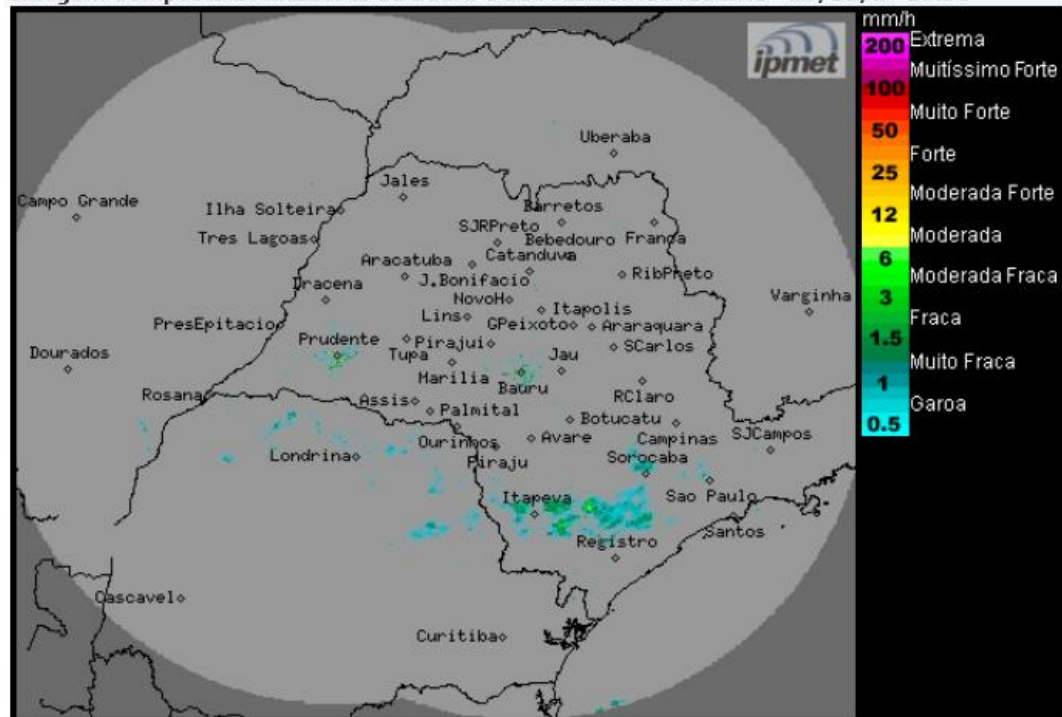 mm/h
ipmet
200 Extrema
Muitíssimo Forte
100
Muito Forte
50
Forte
25
Moderada Forte
12
Moderada
6
Moderada Fraca
3
Fraca
1.5
Muito Fraca
1
Garoa
0.5
Uberaba
Jales
Campo Grande
Ilha Solteira
Barretos
SJRPreto
Tres Lagoas
Bebedouro Franca
Aracatuba
Catanduva
J.Bonifacio
RibPreto
Dracena
NovoH
Varginha
Itapolis
Lins
PresEpitacio
GPeixoto
Araraquara
Prudente
Pirajui
SCarlos
Dourados
Tupa
Jau
Marilia
Bauru
Rosana
RClaro
Assis
Palmital
Botucatu
Ourinhos
Avare
Campinas
SJCampos
Londrina
Piraju
Sorocaba
Itapeva
Sao Paulo
Santos
Registro
Cascavel
Curitiba